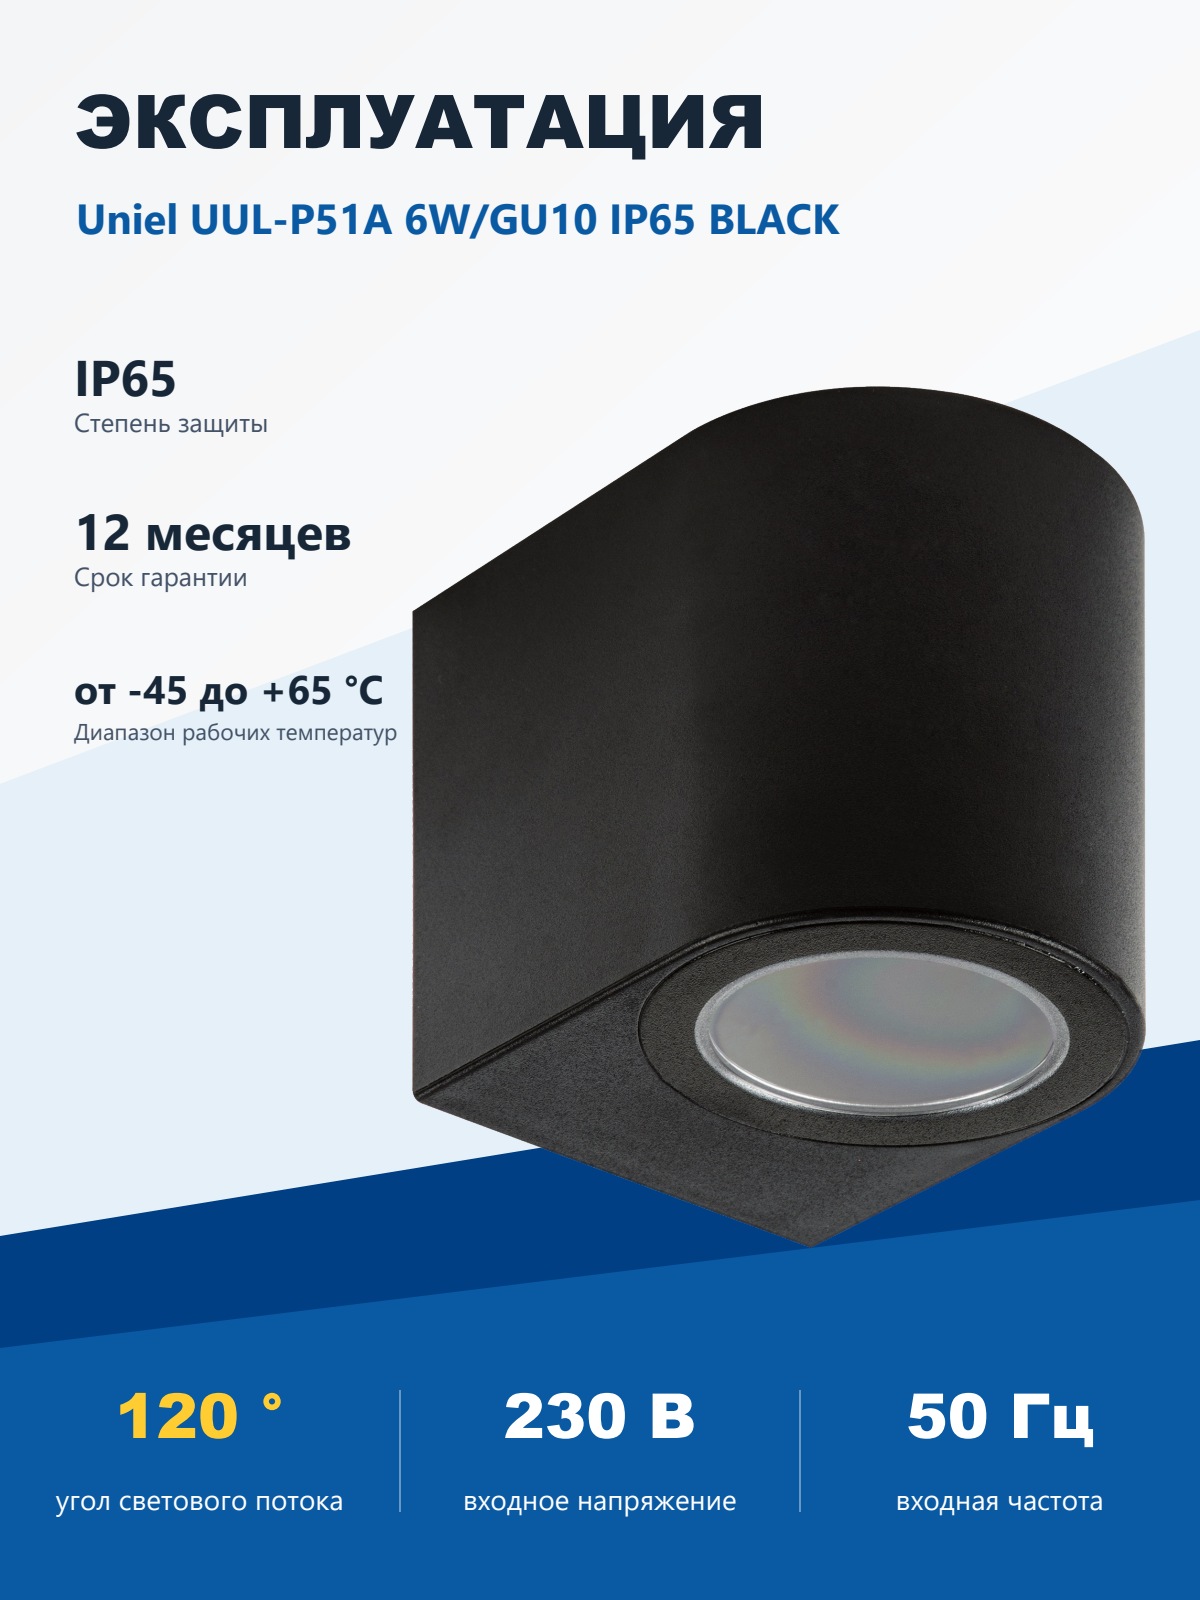 ЭКСПЛУАТАЦИЯ
Uniel UUL-P51A 6W/GU10 IP65 BLACK
IP65
Степень защиты
12 месяцев
Срок гарантии
от -45 до +65 °C
Диапазон рабочих температур
120 °
угол светового потока
230 В
входное напряжение
50 Гц
входная частота